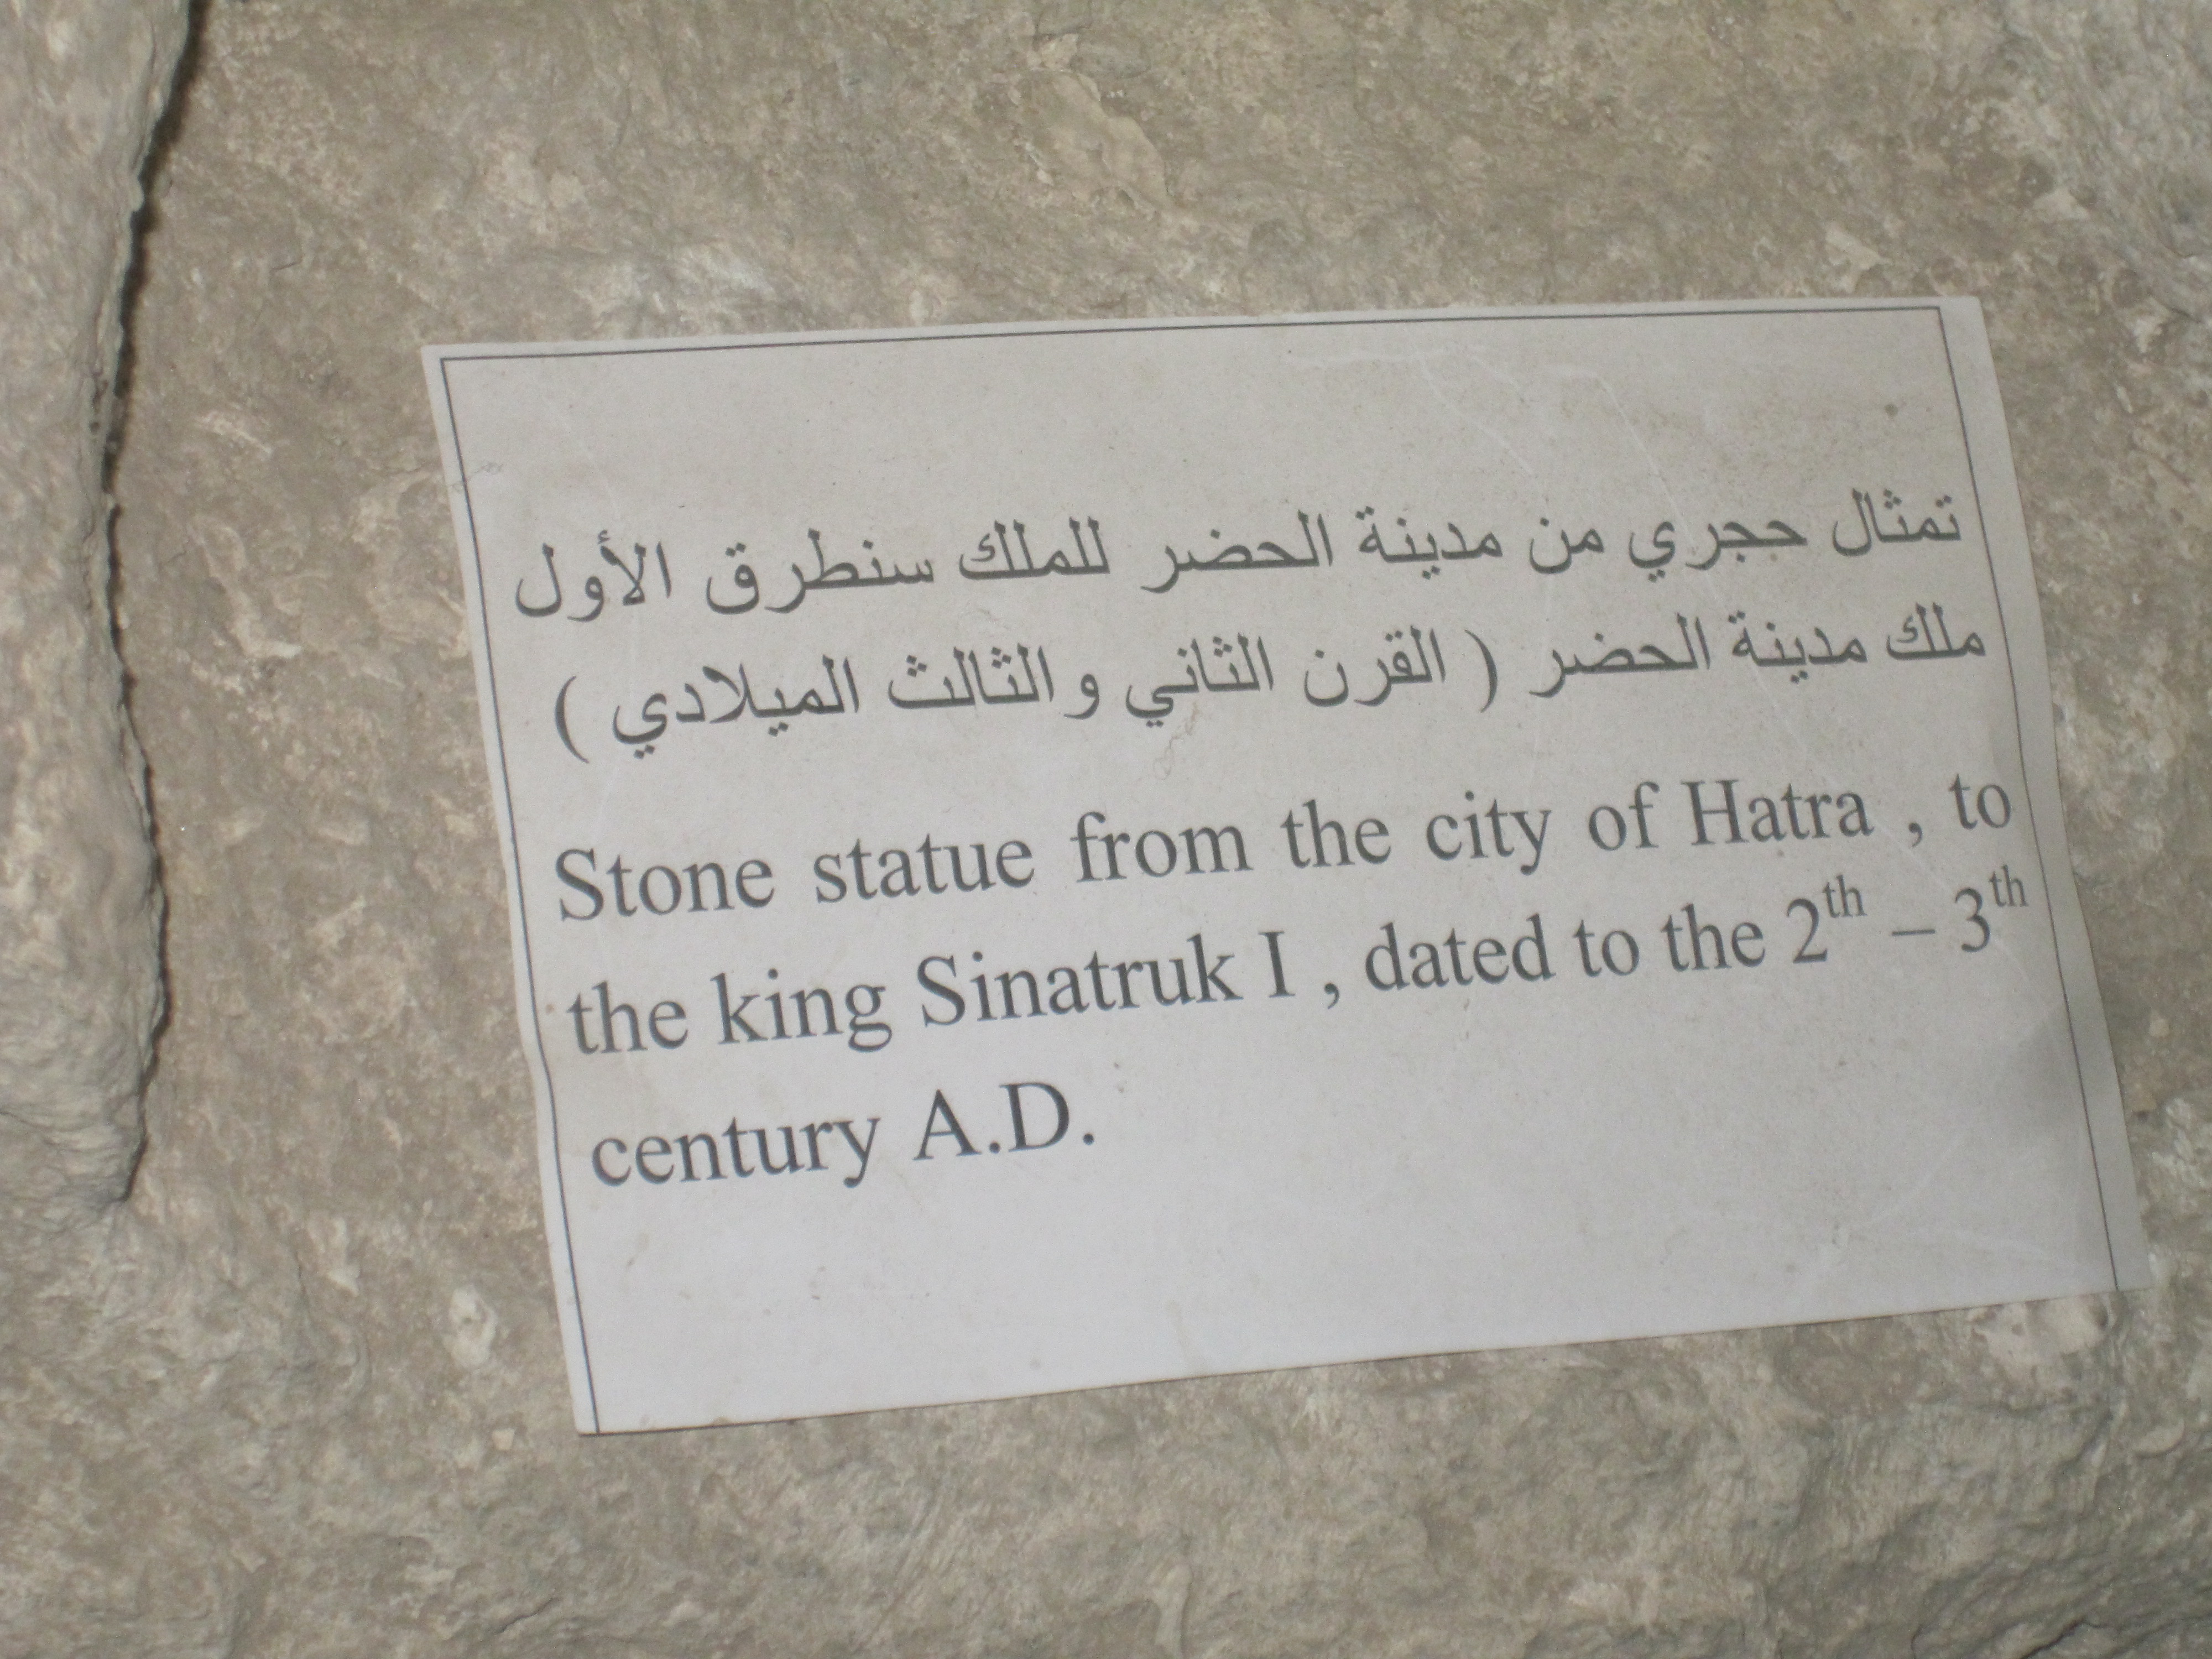 تمثال حجري من مدينة الحضر للملك سنطرق الأول
ملك مدينة الحضر ( القرن الثاني و الثالث الميلادي )
Stone statue from the city of Hatra , to
the king Sinatruk I , dated to the 2th – 3th
century A.D.